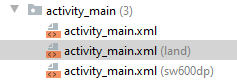 activity_main (3)
activity_main.xml
activity_main.xml (land)
activity_main.xml (sw600dp)